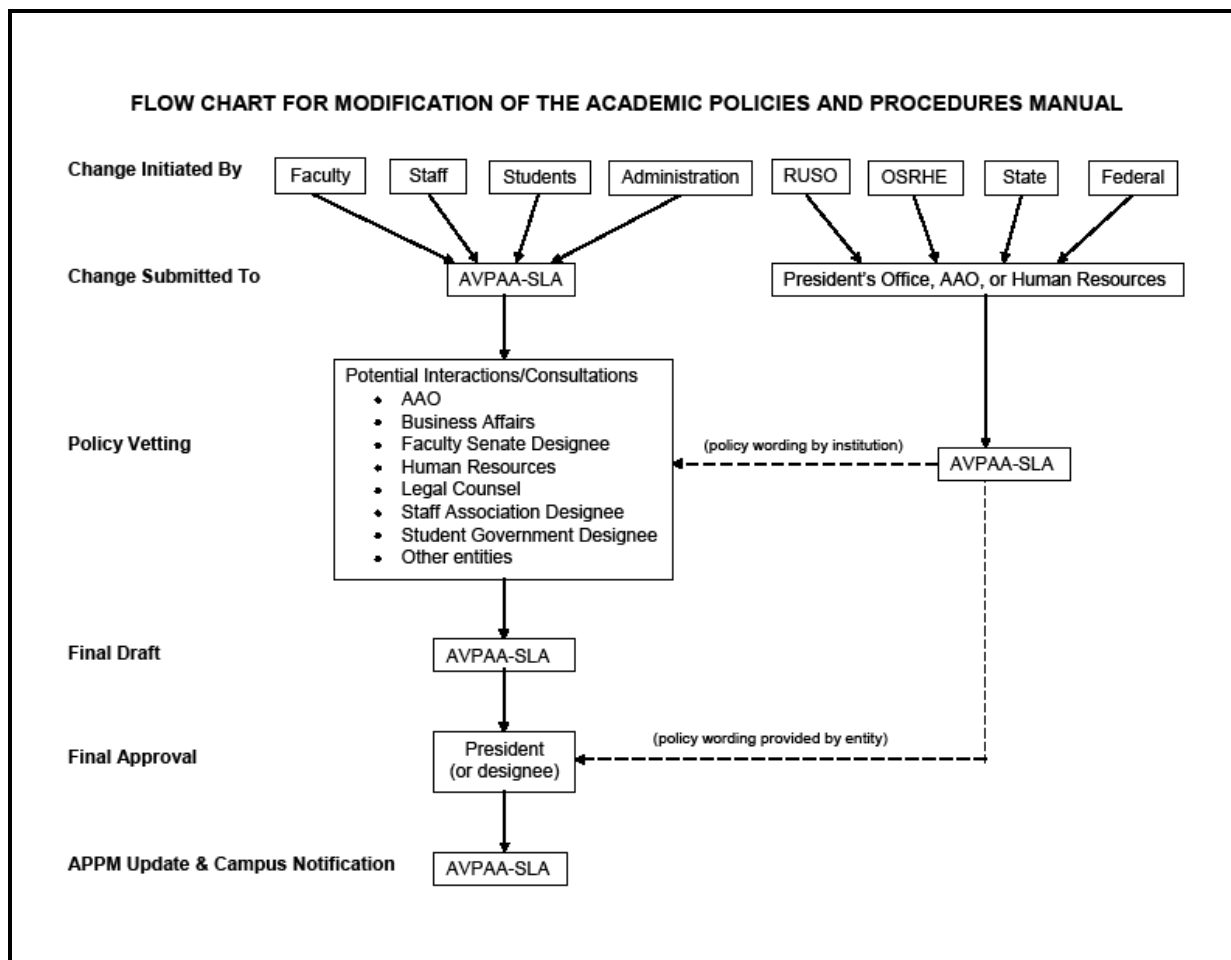 FLOW CHART FOR MODIFICATION OF THE ACADEMIC POLICIES AND PROCEDURES MANUAL
Change Initiated By
Faculty
Staff
Students
Administration
RUSO
OSRHE
State
Federal
Change Submitted To
AVPAA-SLA
President's Office, AAO, or Human Resources
Policy Vetting
Potential Interactions/Consultations
• AAO
• Business Affairs
• Faculty Senate Designee
• Human Resources
• Legal Counsel
• Staff Association Designee
• Student Government Designee
• Other entities
(policy wording by institution)
AVPAA-SLA
Final Draft
AVPAA-SLA
Final Approval
President
(or designee)
(policy wording provided by entity)
APPM Update & Campus Notification
AVPAA-SLA